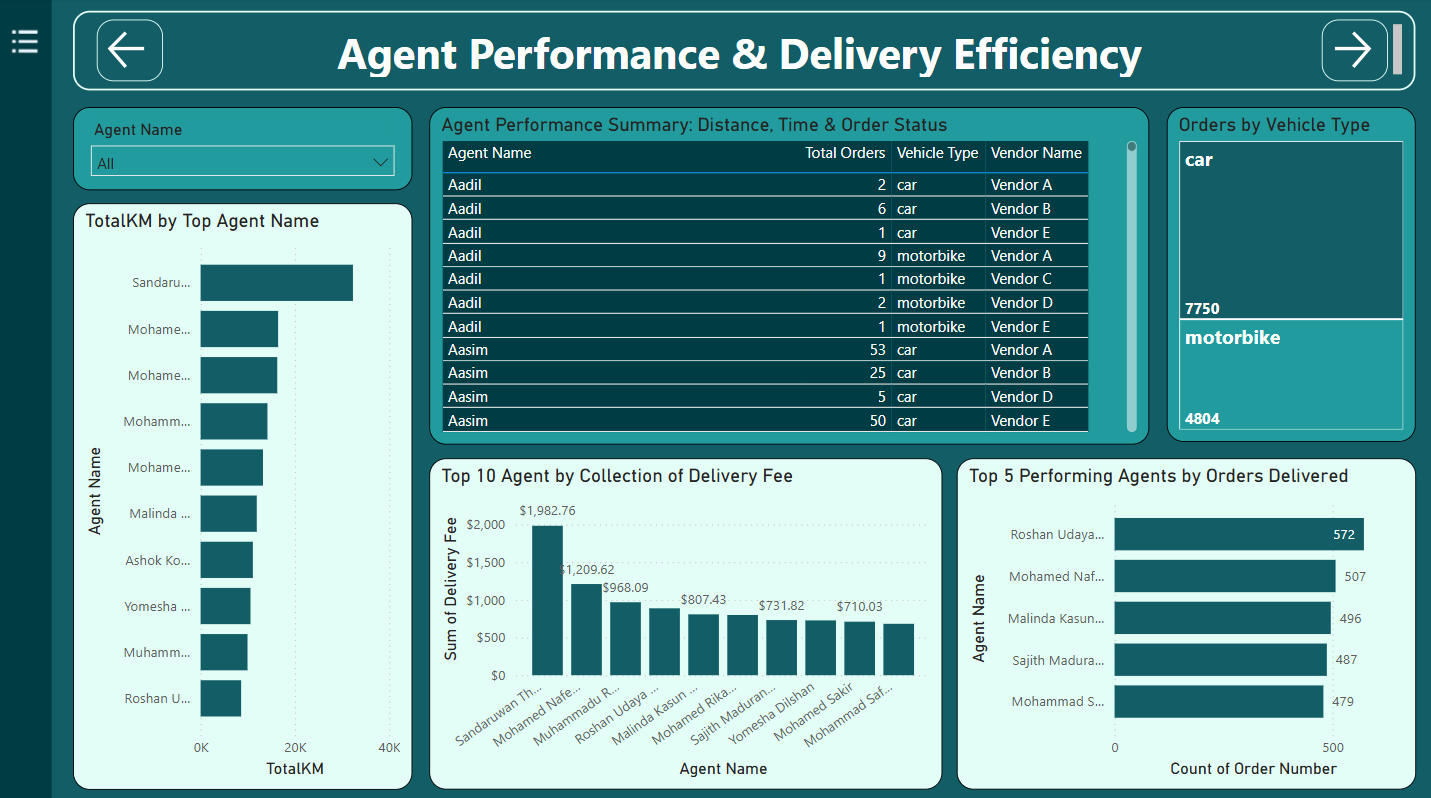 Agent Performance & Delivery Efficiency
Agent Name
All
TotalKM by Top Agent Name
Agent Name
Sandaru...
Mohame...
Mohame...
Mohamm...
Mohame...
Malinda ...
Ashok Ko...
Yomesha ...
Muhamm...
Roshan U...
0K 20K 40K
TotalKM
Agent Performance Summary: Distance, Time & Order Status
Agent Name Total Orders Vehicle Type Vendor Name
Aadil 2 car Vendor A
Aadil 6 car Vendor B
Aadil 1 car Vendor E
Aadil 9 motorbike Vendor A
Aadil 1 motorbike Vendor C
Aadil 2 motorbike Vendor D
Aadil 1 motorbike Vendor E
Aasim 53 car Vendor A
Aasim 25 car Vendor B
Aasim 5 car Vendor D
Aasim 50 car Vendor E
Orders by Vehicle Type
car
7750
motorbike
4804
Top 10 Agent by Collection of Delivery Fee
Sum of Delivery Fee
$2,000
$1,500
$1,000
$500
$0
$1,982.76
$1,209.62
$968.09
$807.43
$731.82
$710.03
Sandaruwan Th...
Mohamed Nafe...
Muhammadu R...
Roshan Udaya ...
Malinda Kasun ...
Mohamed Rika...
Sajith Maduran...
Yomesha Dilshan
Mohamed Sakir
Mohammad Saf...
Agent Name
Top 5 Performing Agents by Orders Delivered
Agent Name
Roshan Udaya... 572
Mohamed Naf... 507
Malinda Kasun... 496
Sajith Madura... 487
Mohammad S... 479
0 500
Count of Order Number